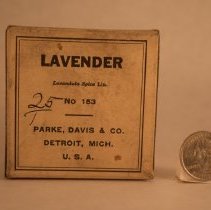 LAVENDER
Lavandula Spica Lin.
25
T
No 153
PARKE, DAVIS & CO.
DETROIT, MICH.
U. S. A.